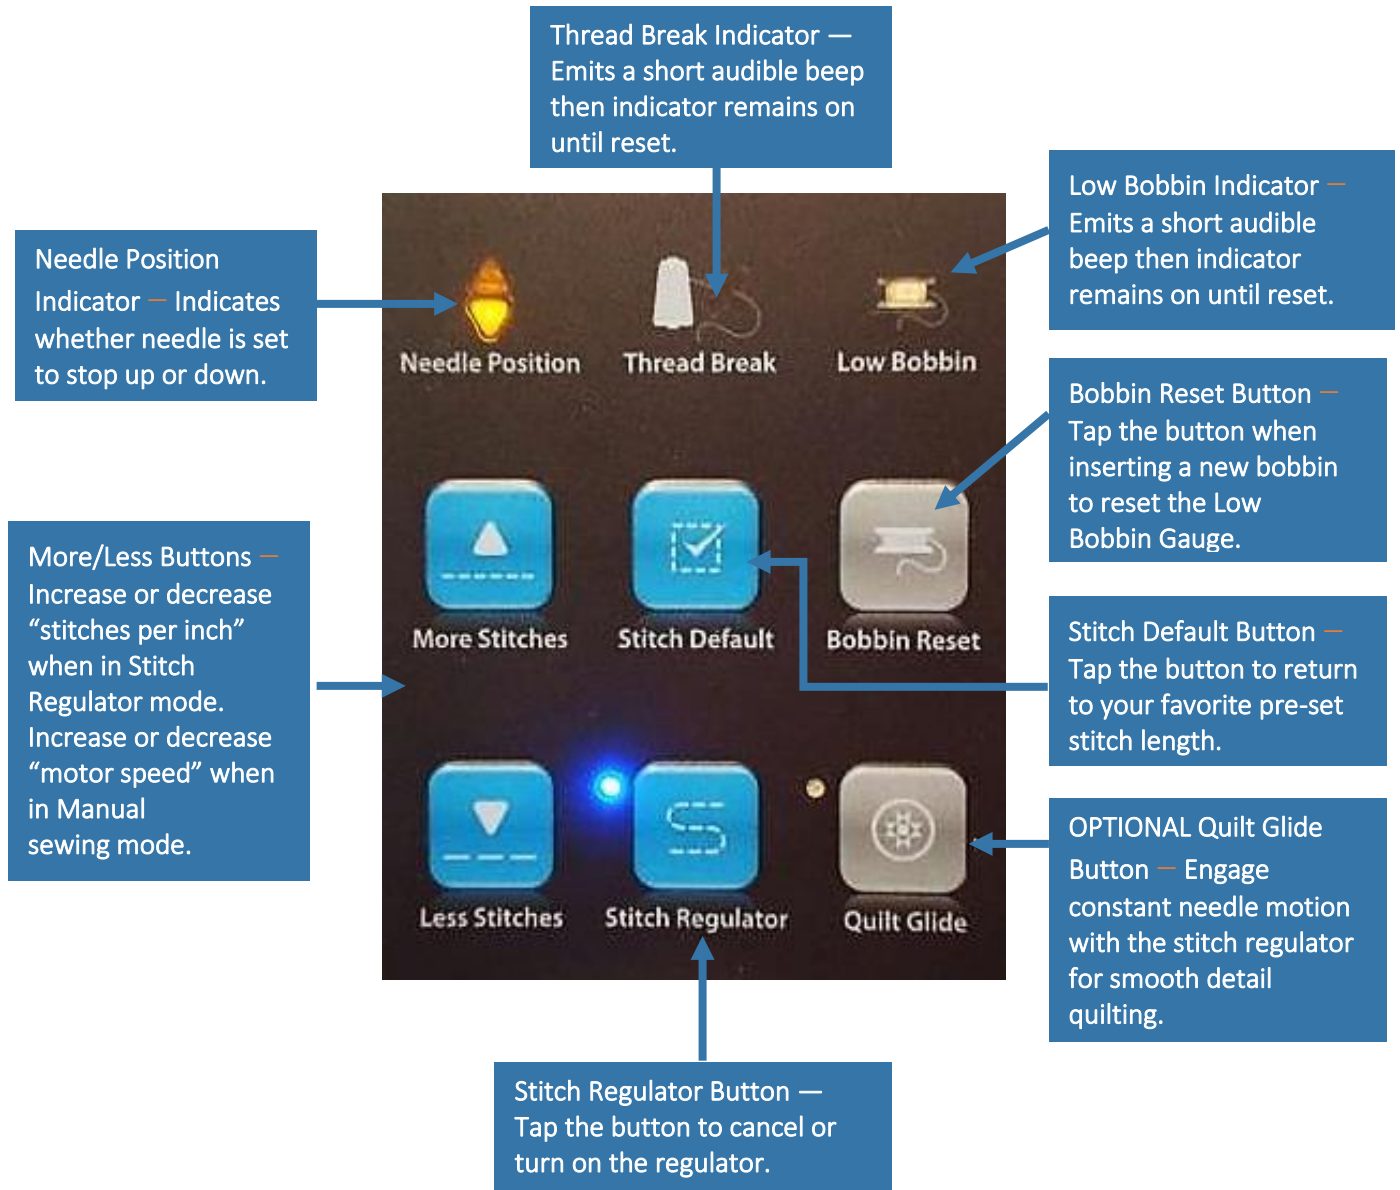 Thread Break Indicator —
Emits a short audible beep
then indicator remains on
until reset.
Low Bobbin Indicator —
Emits a short audible
beep then indicator
remains on until reset.
Needle Position
Indicator — Indicates
whether needle is set
to stop up or down.
Needle Position
Thread Break
Low Bobbin
Bobbin Reset Button —
Tap the button when
inserting a new bobbin
to reset the Low
Bobbin Gauge.
More/Less Buttons —
Increase or decrease
“stitches per inch”
when in Stitch
Regulator mode.
Increase or decrease
“motor speed” when
in Manual
sewing mode.
More Stitches
Stitch Default
Bobbin Reset
Stitch Default Button —
Tap the button to return
to your favorite pre-set
stitch length.
Less Stitches
Stitch Regulator
Quilt Glide
OPTIONAL Quilt Glide
Button — Engage
constant needle motion
with the stitch regulator
for smooth detail
quilting.
Stitch Regulator Button —
Tap the button to cancel or
turn on the regulator.